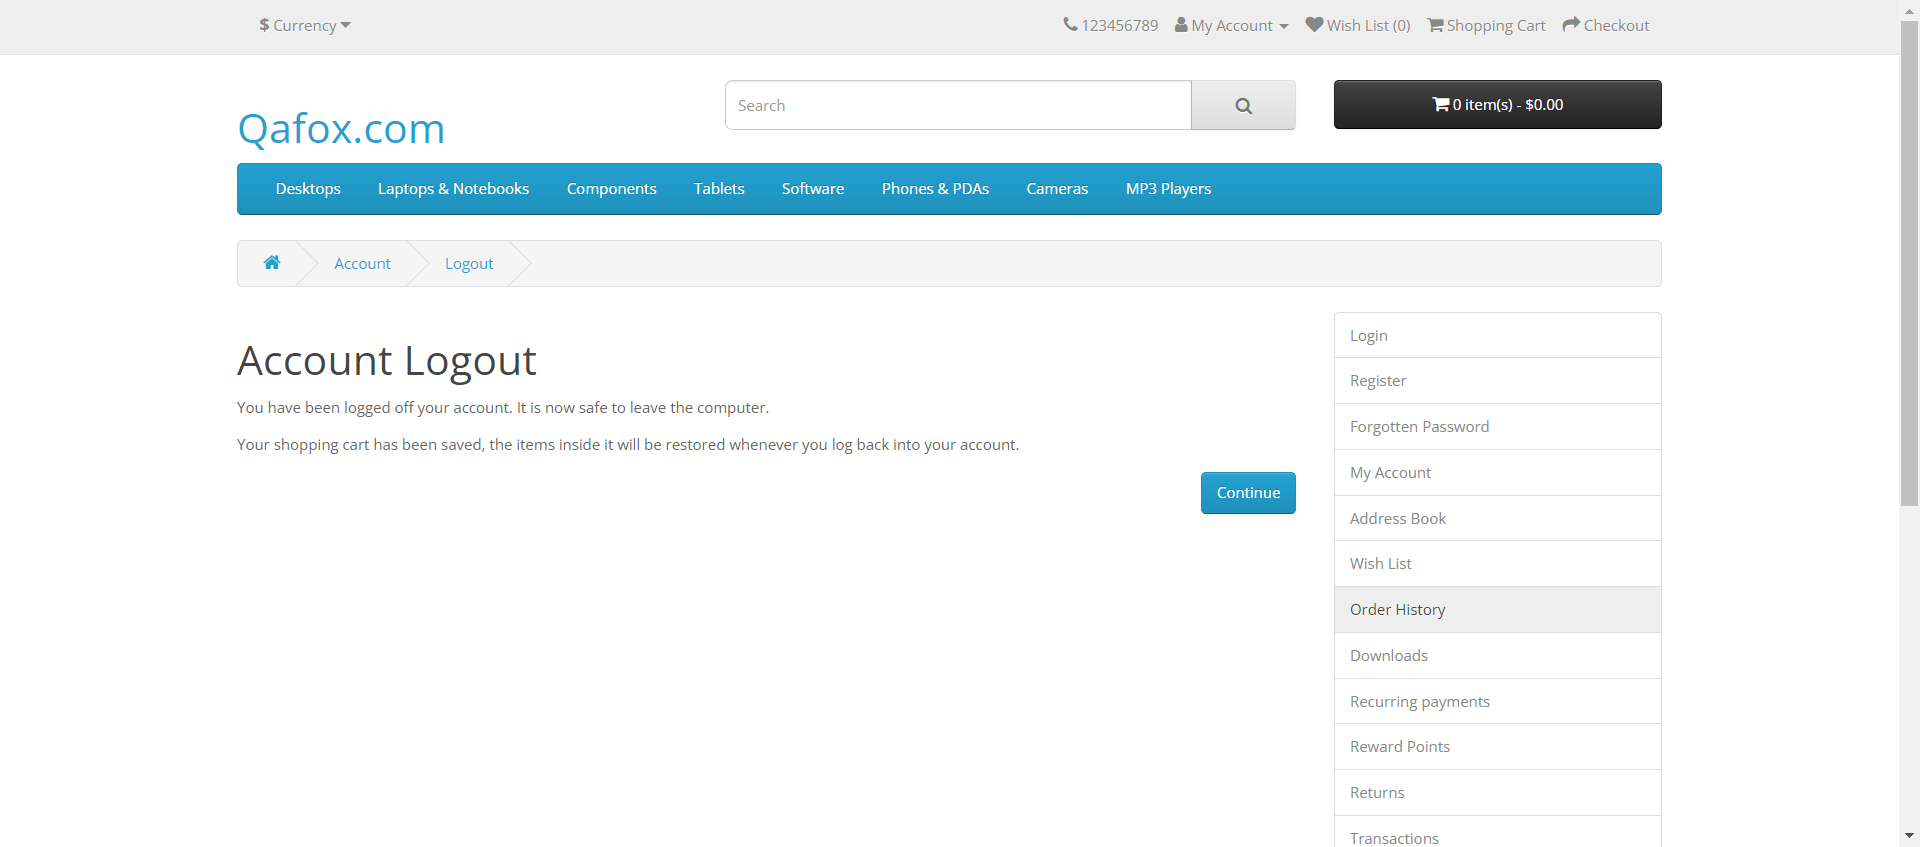 $ Currency
123456789 My Account Wish List (0) Shopping Cart Checkout
Qafox.com
Search
0 item(s) - $0.00
Desktops Laptops & Notebooks Components Tablets Software Phones & PDAs Cameras MP3 Players
Account Logout
Account Logout
You have been logged off your account. It is now safe to leave the computer.
Your shopping cart has been saved, the items inside it will be restored whenever you log back into your account.
Continue
Login
Register
Forgotten Password
My Account
Address Book
Wish List
Order History
Downloads
Recurring payments
Reward Points
Returns
Transactions